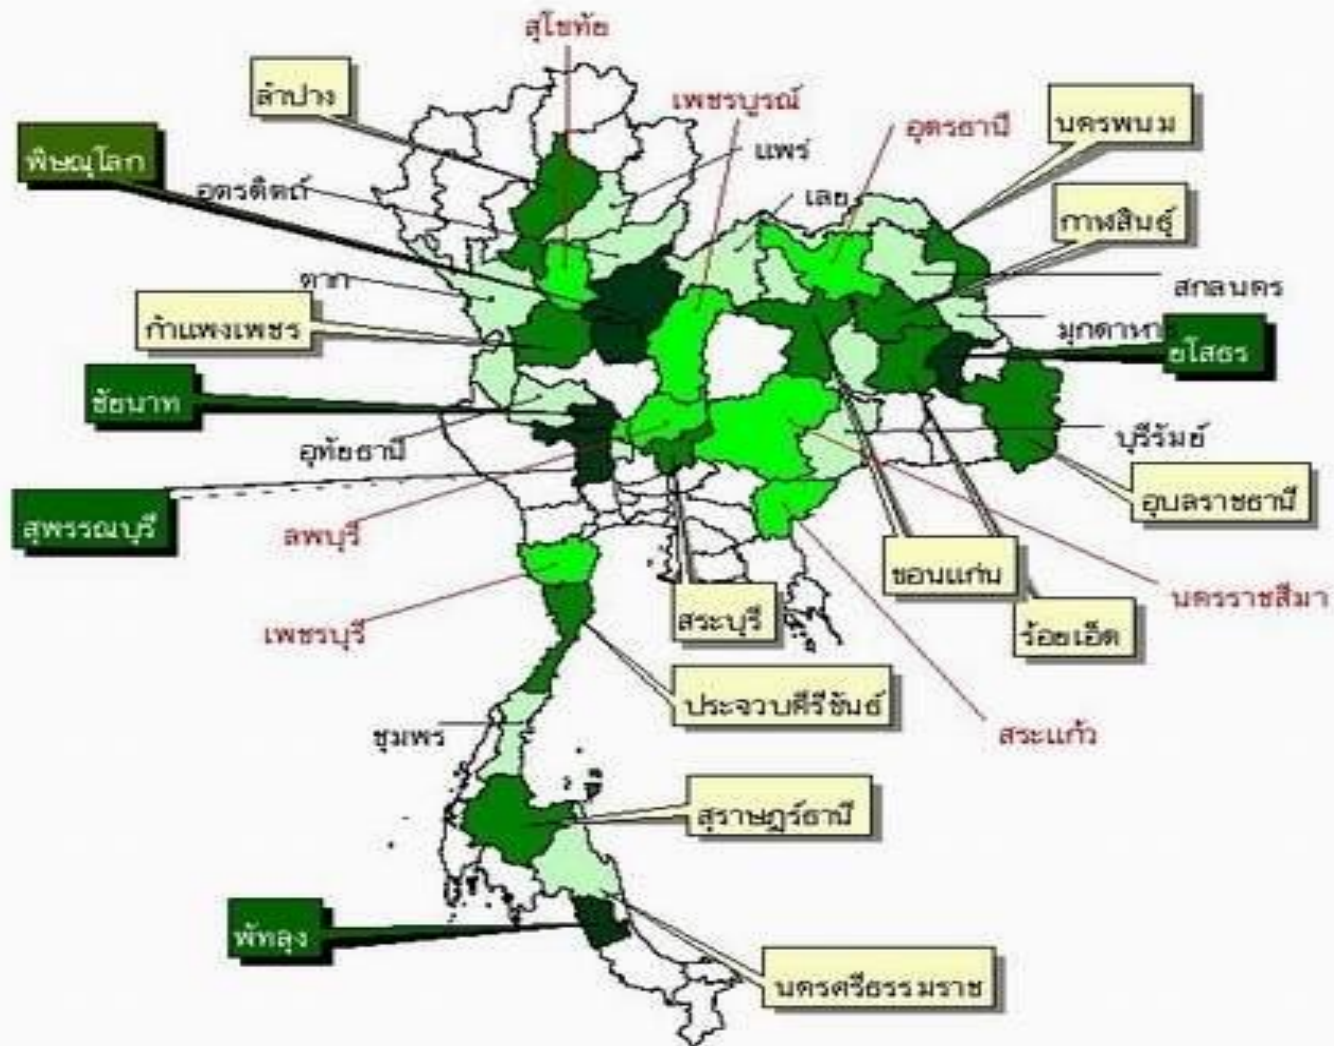 สุโขทัย
ลำปาง
เพชรบูรณ์
อุดรธานี
นครพนม
พิษณุโลก
อุตรดิตถ์
แพร่
เลย
กาฬสินธุ์
ตาก
สกลนคร
กำแพงเพชร
มุกดาหาร
ยโสธร
ชัยนาท
อุทัยธานี
บุรีรัมย์
สุพรรณบุรี
ลพบุรี
อุบลราชธานี
ขอนแก่น
นครราชสีมา
เพชรบุรี
สระบุรี
ร้อยเอ็ด
ประจวบคีรีขันธ์
ชุมพร
สระแก้ว
สุราษฎร์ธานี
พัทลุง
นครศรีธรรมราช